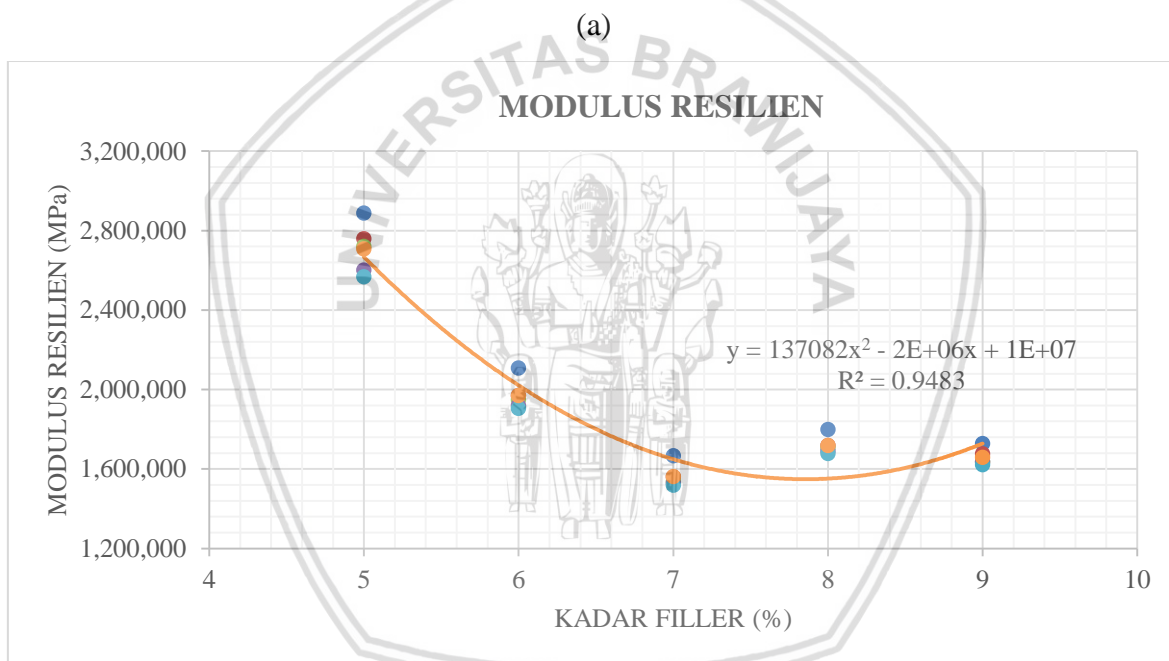 (a)
UNIVERSITAS BRAWIJAYA
MODULUS RESILIEN
MODULUS RESILIEN (MPa)
3,200,000
2,800,000
2,400,000
2,000,000
1,600,000
1,200,000
y = 137082x² - 2E+06x + 1E+07
R² = 0.9483
4 5 6 7 8 9 10
KADAR FILLER (%)